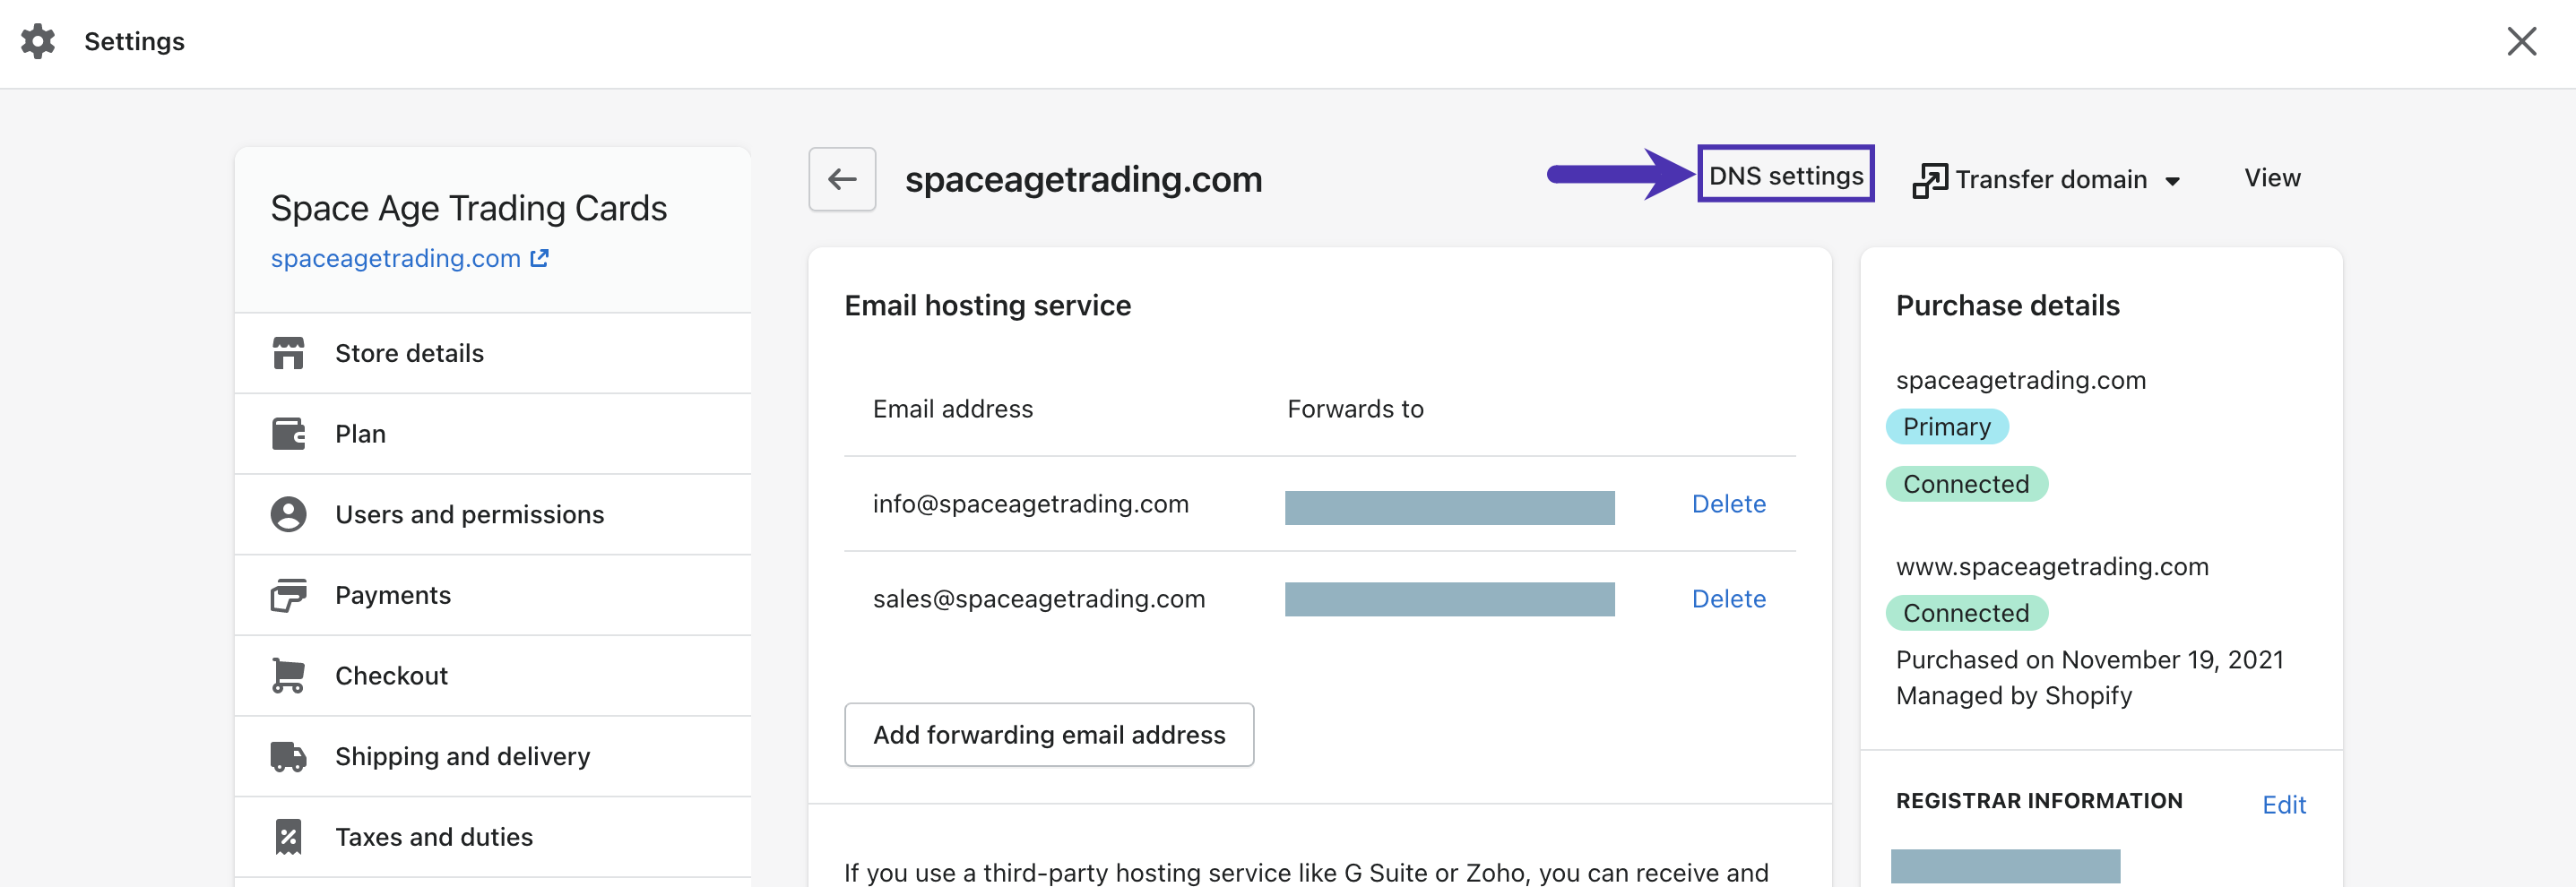 Settings
Space Age Trading Cards
spaceagetrading.com
Store details
Plan
Users and permissions
Payments
Checkout
Shipping and delivery
Taxes and duties
spaceagetrading.com
DNS settings
Transfer domain
View
Email hosting service
Email address Forwards to
info@spaceagetrading.com Delete
sales@spaceagetrading.com Delete
Add forwarding email address
If you use a third-party hosting service like G Suite or Zoho, you can receive and
Purchase details
spaceagetrading.com
Primary
Connected
www.spaceagetrading.com
Connected
Purchased on November 19, 2021
Managed by Shopify
REGISTRAR INFORMATION Edit